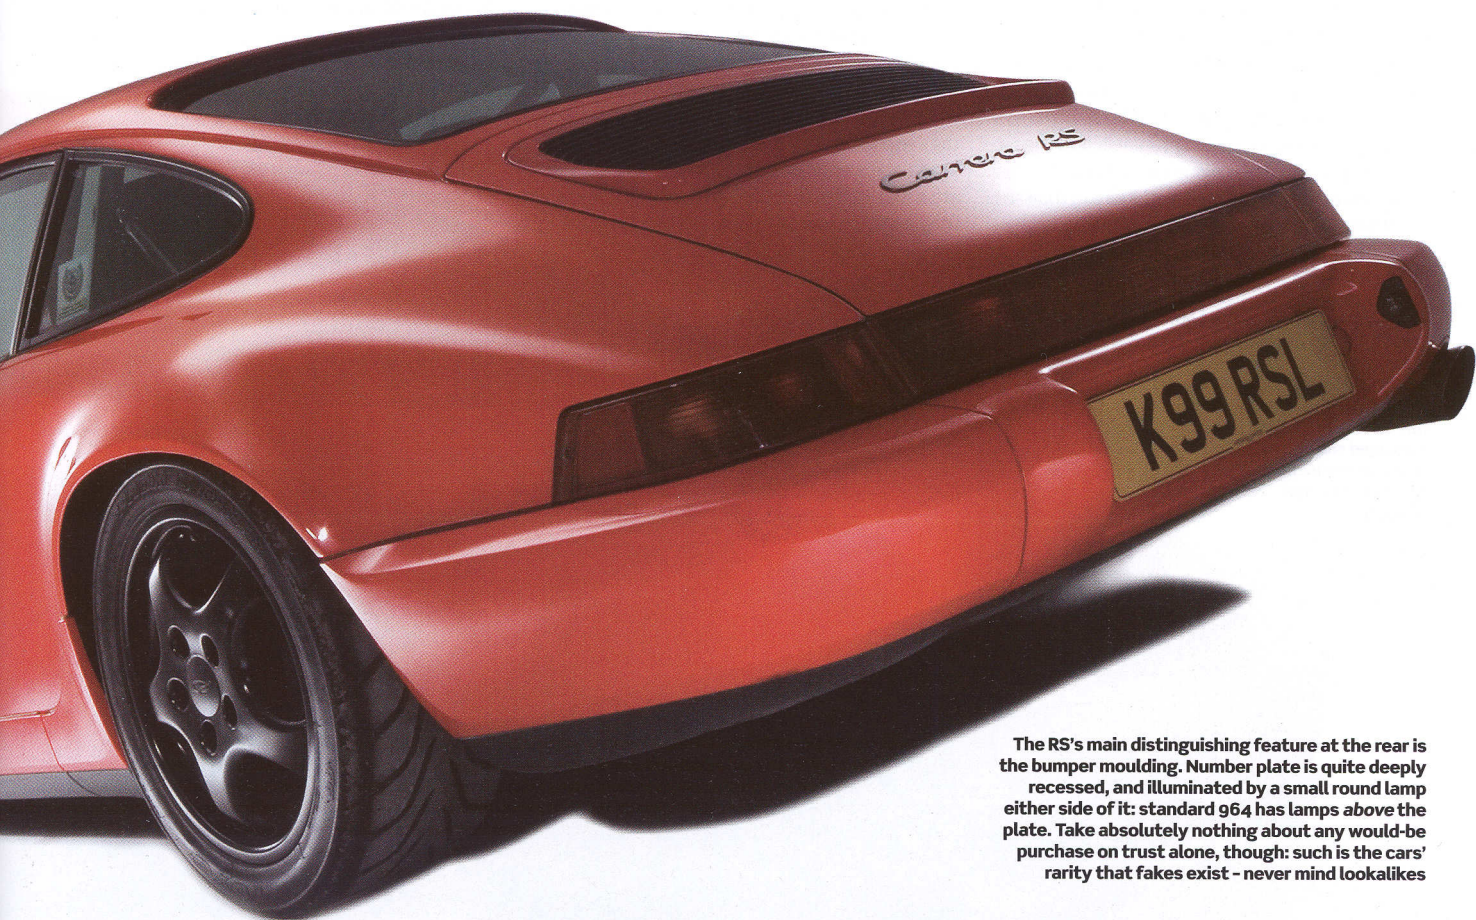 Carrera RS
K99 RSL
The RS's main distinguishing feature at the rear is
the bumper moulding. Number plate is quite deeply
recessed, and illuminated by a small round lamp
either side of it: standard 964 has lamps above the
plate. Take absolutely nothing about any would-be
purchase on trust alone, though: such is the cars'
rarity that fakes exist – never mind lookalikes